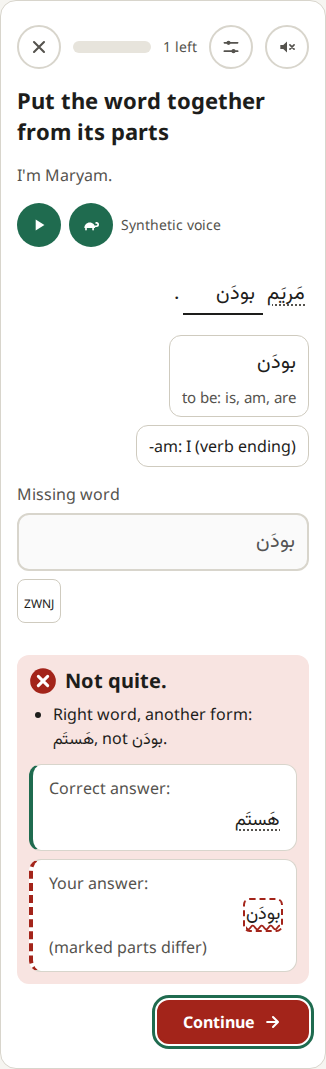 1 left
Put the word together
from its parts
I'm Maryam.
Synthetic voice
مَریَم بودَن .
بودَن
to be: is, am, are
-am: I (verb ending)
Missing word
بودَن
ZWNJ
Not quite.
• Right word, another form:
هَستَم, not بودَن.
Correct answer:
هَستَم
Your answer:
بودَن
(marked parts differ)
Continue →